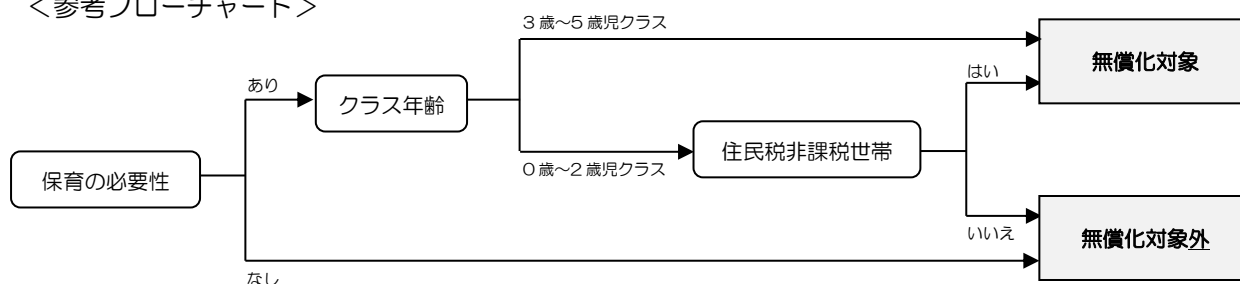 ＜参考フローチャート＞
3歳～5歳児クラス
無償化対象
はい
あり
クラス年齢
住民税非課税世帯
0歳～2歳児クラス
保育の必要性
いいえ
無償化対象外
なし